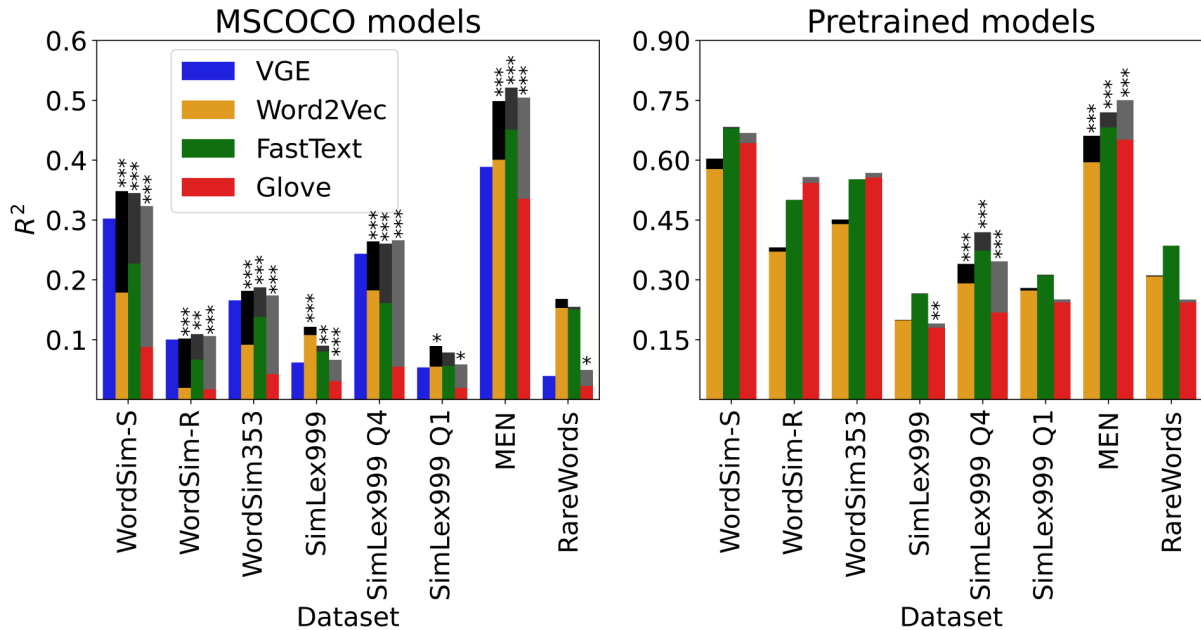 MSCOCO models
R²
0.6
0.5
0.4
0.3
0.2
0.1
VGE
Word2Vec
FastText
Glove
***
***
***
***
**
***
***
***
***
***
**
***
***
***
***
*
*
***
***
***
*
WordSim-S
WordSim-R
WordSim353
SimLex999
SimLex999 Q4
SimLex999 Q1
MEN
RareWords
Dataset
Pretrained models
0.90
0.75
0.60
0.45
0.30
0.15
**
***
***
***
***
***
***
WordSim-S
WordSim-R
WordSim353
SimLex999
SimLex999 Q4
SimLex999 Q1
MEN
RareWords
Dataset